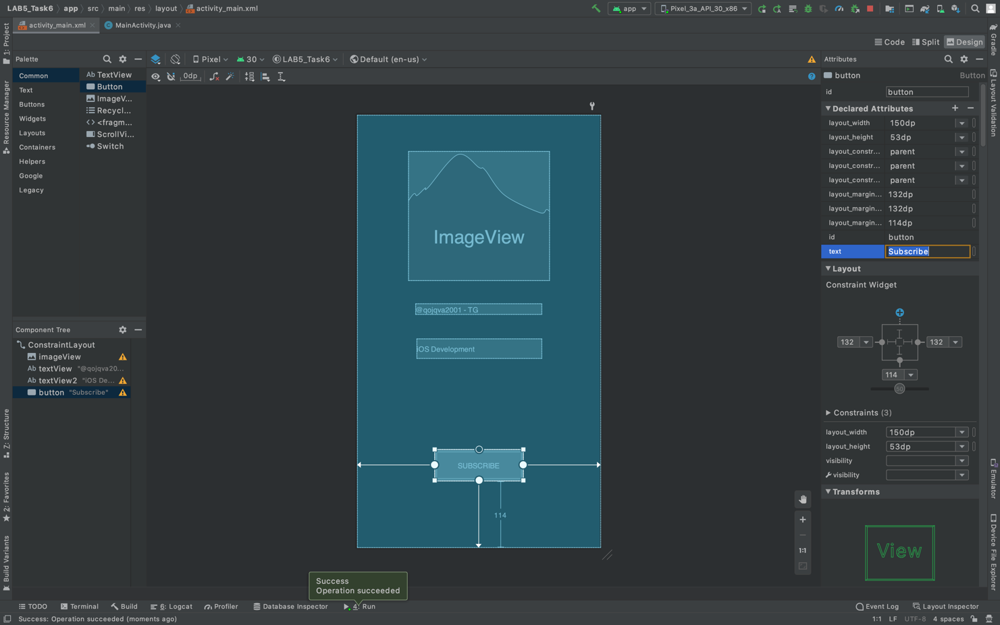 LAB5_Task6 app src main res layout activity_main.xml
app Pixel_3a_API_30_x86
activity_main.xml MainActivity.java
Code Split Design
Palette
Pixel 30 LAB5_Task6 Default (en-us)
Attributes
Common
Text
Buttons
Widgets
Layouts
Containers
Helpers
Google
Legacy
Ab TextView
Button
ImageV...
Recycl...
<fragm...
ScrollVi...
Switch
0dp
button Button
id button
Declared Attributes
layout_width 150dp
layout_height 53dp
layout_constr... parent
layout_constr... parent
layout_constr... parent
layout_margin... 132dp
layout_margin... 132dp
layout_margin... 114dp
id button
text Subscribe
Layout
Constraint Widget
132 132
114
50
Constraints (3)
layout_width 150dp
layout_height 53dp
visibility
visibility
Transforms
View
ImageView
@qojqva2001 - TG
iOS Development
SUBSCRIBE
114
1:1
Component Tree
ConstraintLayout
imageView
Ab textView "@qojqva20...
Ab textView2 "iOS De...
button "Subscribe"
1: Project
Resource Manager
Z: Structure
2: Favorites
Build Variants
Gradle
Layout Validation
Emulator
Device File Explorer
Success
Operation succeeded
TODO Terminal Build 6: Logcat Profiler Database Inspector 4: Run Event Log Layout Inspector
Success: Operation succeeded (moments ago) 1:1 LF UTF-8 4 spaces